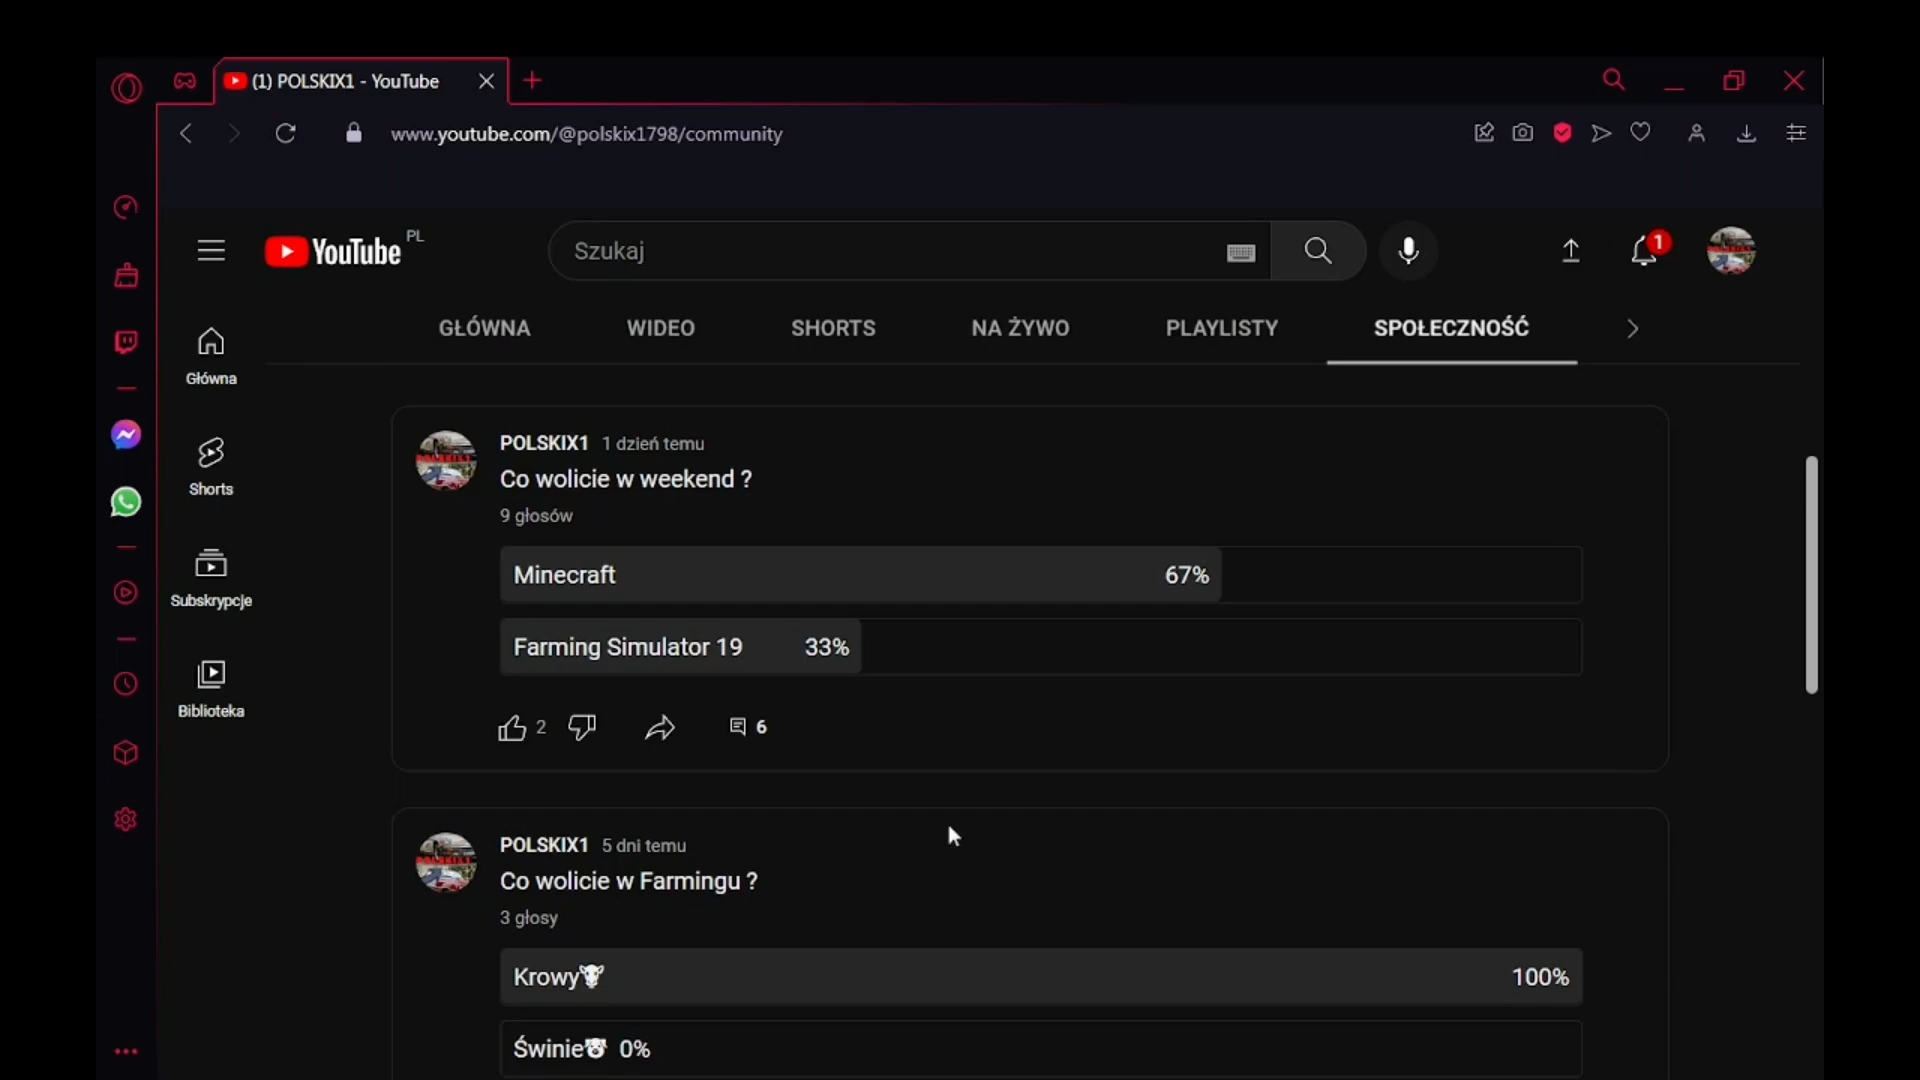 (1) POLSKIX1 - YouTube
www.youtube.com/@polskix1798/community
YouTube PL
Szukaj
1
GŁÓWNA WIDEO SHORTS NA ŻYWO PLAYLISTY SPOŁECZNOŚĆ
Główna
Shorts
Subskrypcje
Biblioteka
POLSKIX1 1 dzień temu
Co wolicie w weekend ?
9 głosów
Minecraft 67%
Farming Simulator 19 33%
2 6
POLSKIX1 5 dni temu
Co wolicie w Farmingu ?
3 głosy
Krowy🐮 100%
Świnie🐷 0%